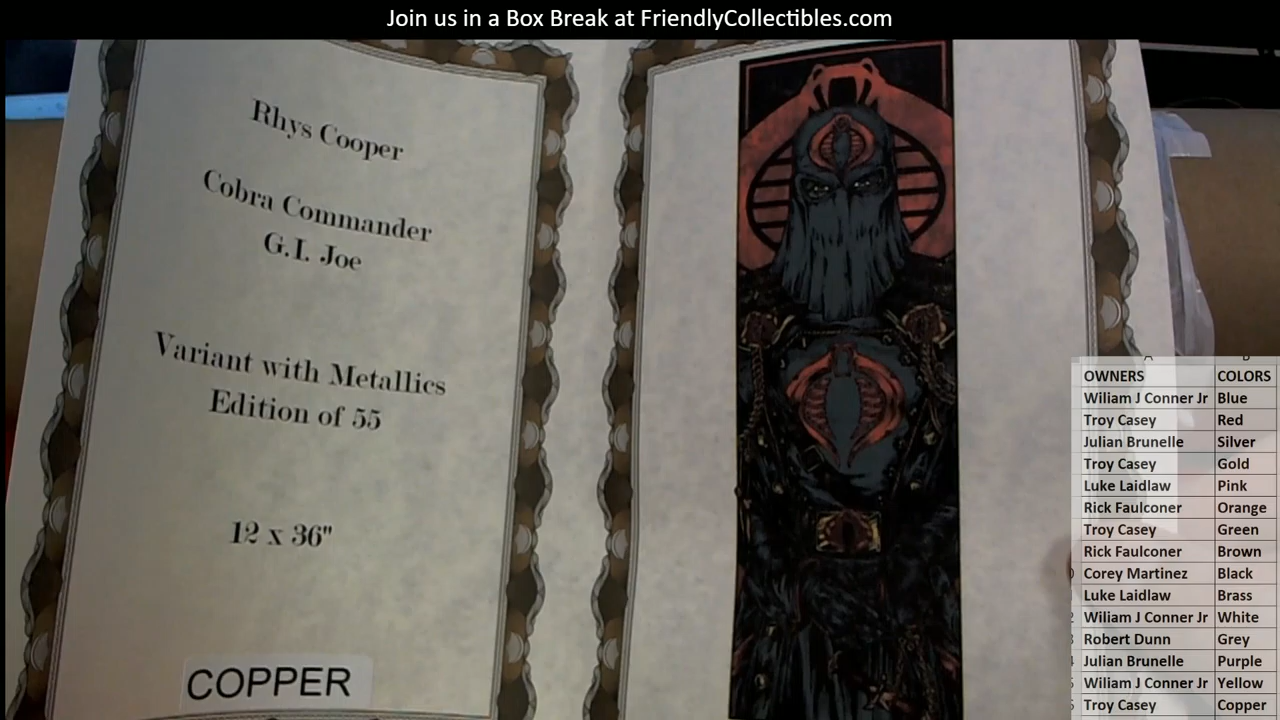 Join us in a Box Break at FriendlyCollectibles.com
Rhys Cooper
Cobra Commander
G.I. Joe
Variant with Metallics
Edition of 55
12 x 36"
COPPER
OWNERS COLORS
Wiliam J Conner Jr Blue
Troy Casey Red
Julian Brunelle Silver
Troy Casey Gold
Luke Laidlaw Pink
Rick Faulconer Orange
Troy Casey Green
Rick Faulconer Brown
Corey Martinez Black
Luke Laidlaw Brass
Wiliam J Conner Jr White
Robert Dunn Grey
Julian Brunelle Purple
Wiliam J Conner Jr Yellow
Troy Casey Copper